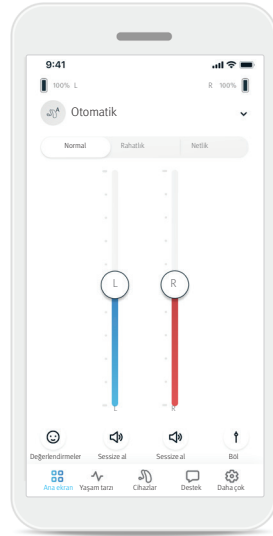 9:41
100% L
R 100%
A
Otomatik
Normal Rahatlık Netlik
L R
L R
Değerlendirmeler Sessize al Sessize al Böl
Ana ekran Yaşam tarzı Cihazlar Destek Daha çok